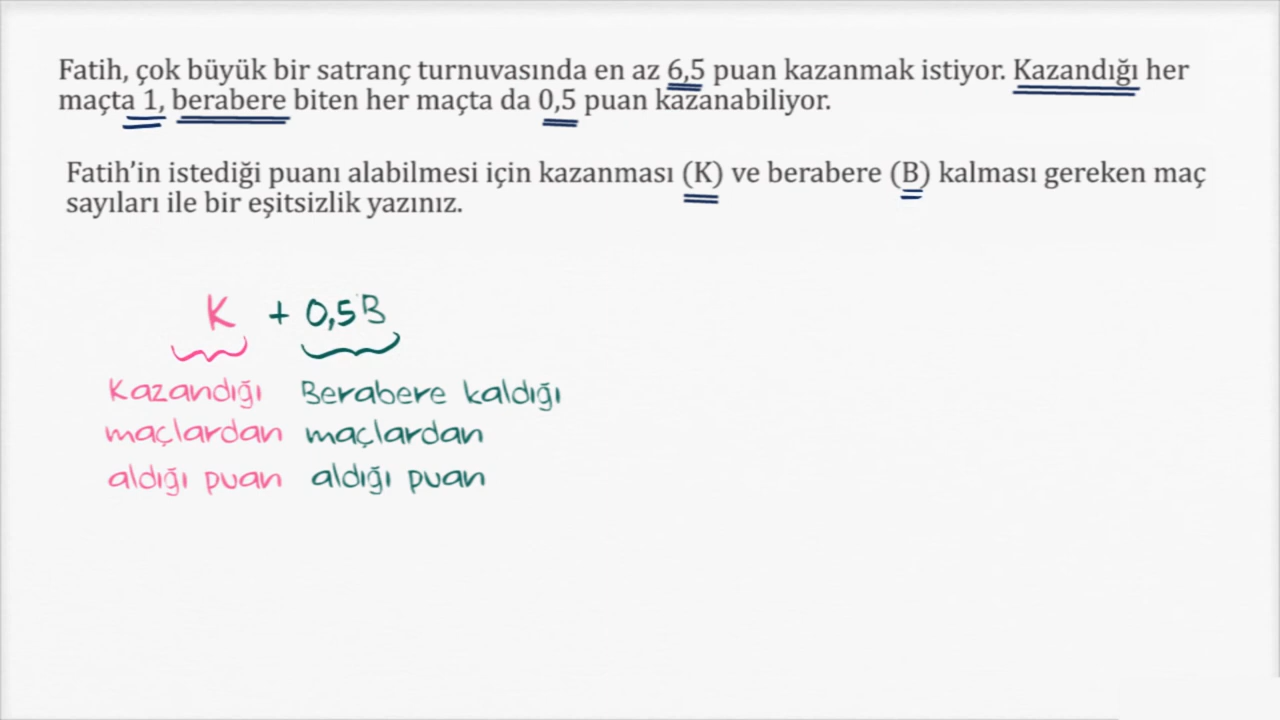 Fatih, çok büyük bir satranç turnuvasında en az 6,5 puan kazanmak istiyor. Kazandığı her
maçta 1, berabere biten her maçta da 0,5 puan kazanabiliyor.
Fatih'in istediği puanı alabilmesi için kazanması (K) ve berabere (B) kalması gereken maç
sayıları ile bir eşitsizlik yazınız.
K + 0,5B
Kazandığı Berabere kaldığı
maçlardan maçlardan
aldığı puan aldığı puan